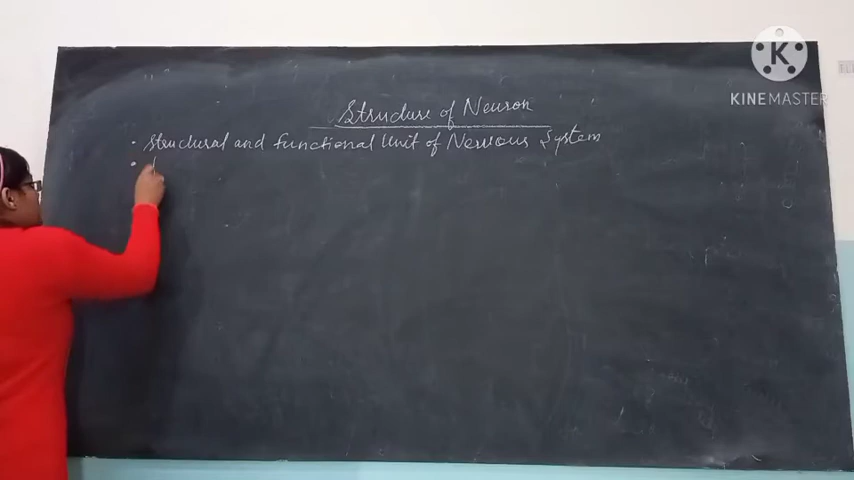 K
KINEMASTER
Structure of Neuron
• Structural and functional Unit of Nervous System
•